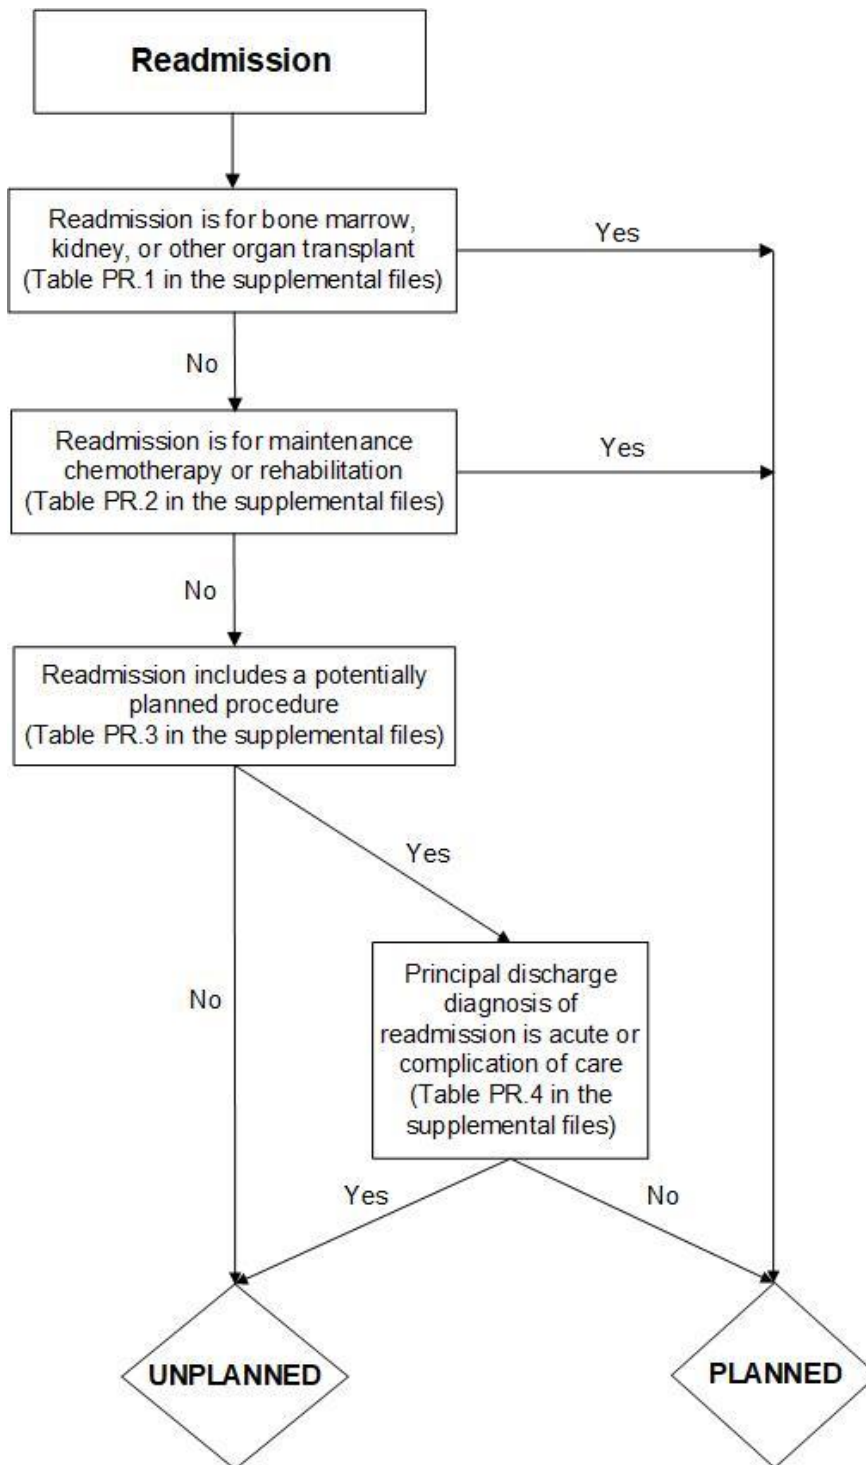 Readmission
Readmission is for bone marrow,
kidney, or other organ transplant
(Table PR.1 in the supplemental files)
Yes
No
Readmission is for maintenance
chemotherapy or rehabilitation
(Table PR.2 in the supplemental files)
Yes
No
Readmission includes a potentially
planned procedure
(Table PR.3 in the supplemental files)
Yes
No
Principal discharge
diagnosis of
readmission is acute or
complication of care
(Table PR.4 in the
supplemental files)
Yes
No
UNPLANNED
PLANNED